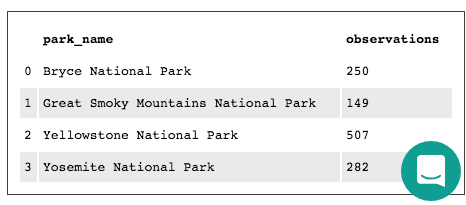 park_name observations
0 Bryce National Park 250
1 Great Smoky Mountains National Park 149
2 Yellowstone National Park 507
3 Yosemite National Park 282